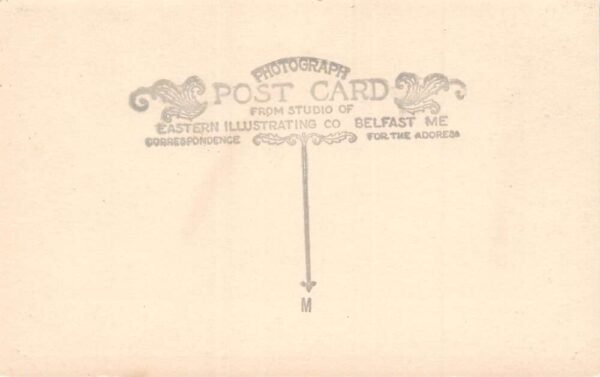 PHOTOGRAPH
POST CARD
FROM STUDIO OF
EASTERN ILLUSTRATING CO BELFAST ME
CORRESPONDENCE FOR THE ADDRESS
M